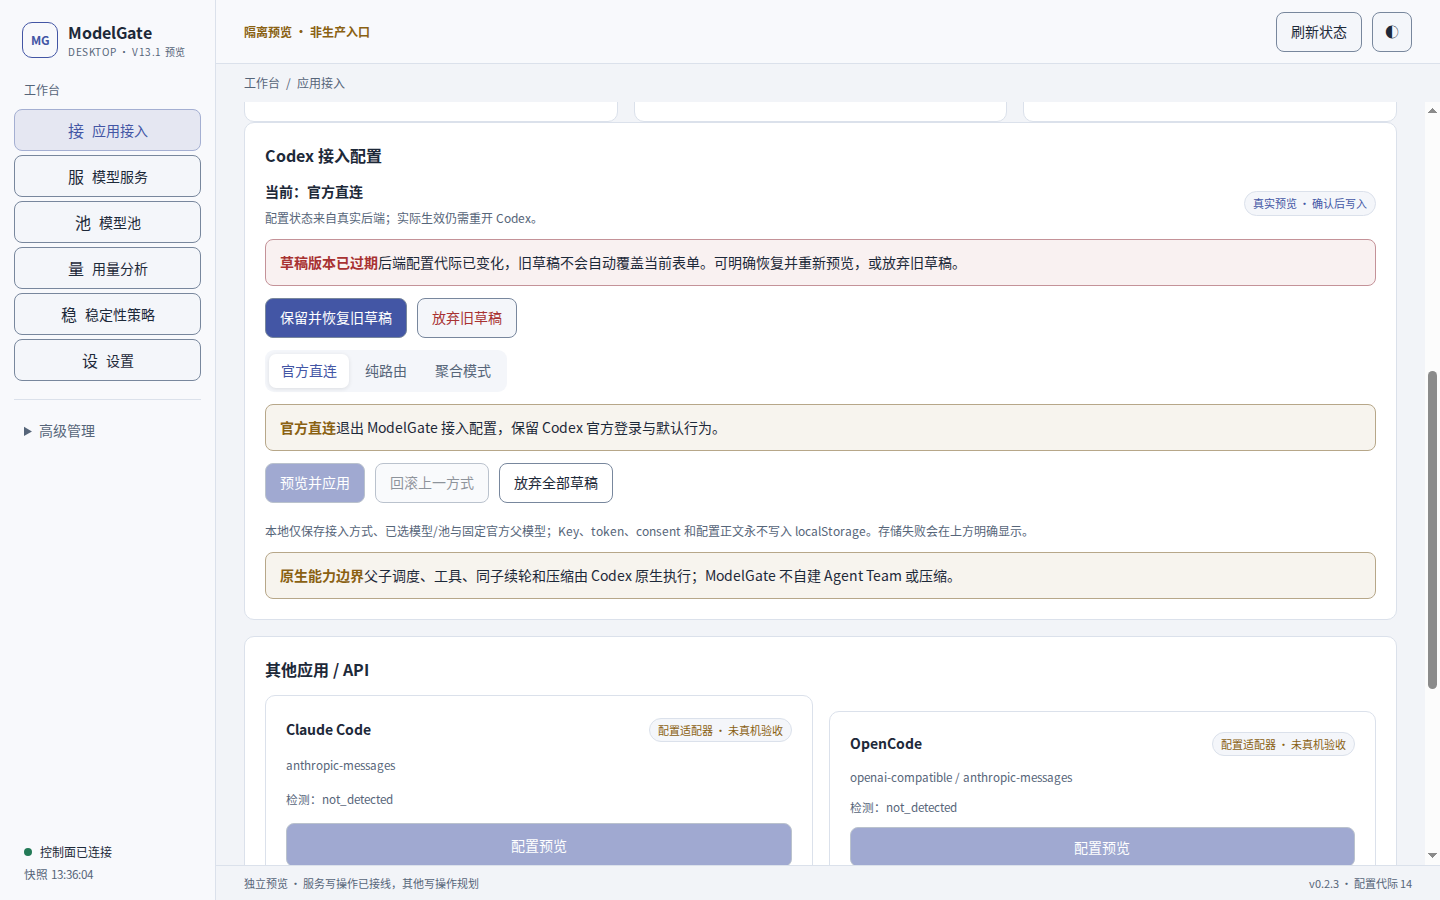 MG
ModelGate
DESKTOP · V13.1 预览
工作台
接 应用接入
服 模型服务
池 模型池
量 用量分析
稳 稳定性策略
设 设置
▶ 高级管理
控制面已连接
快照 13:36:04
隔离预览 · 非生产入口
刷新状态
工作台 / 应用接入
Codex 接入配置
当前：官方直连
配置状态来自真实后端；实际生效仍需重开 Codex。
真实预览 · 确认后写入
草稿版本已过期后端配置代际已变化，旧草稿不会自动覆盖当前表单。可明确恢复并重新预览，或放弃旧草稿。
保留并恢复旧草稿 放弃旧草稿
官方直连 纯路由 聚合模式
官方直连退出 ModelGate 接入配置，保留 Codex 官方登录与默认行为。
预览并应用 回滚上一方式 放弃全部草稿
本地仅保存接入方式、已选模型/池与固定官方父模型；Key、token、consent 和配置正文永不写入 localStorage。存储失败会在上方明确显示。
原生能力边界父子调度、工具、同子续轮和压缩由 Codex 原生执行；ModelGate 不自建 Agent Team 或压缩。
其他应用 / API
Claude Code
配置适配器 · 未真机验收
anthropic-messages
检测：not_detected
配置预览
OpenCode
配置适配器 · 未真机验收
openai-compatible / anthropic-messages
检测：not_detected
配置预览
独立预览 · 服务写操作已接线，其他写操作规划
v0.2.3 · 配置代际 14